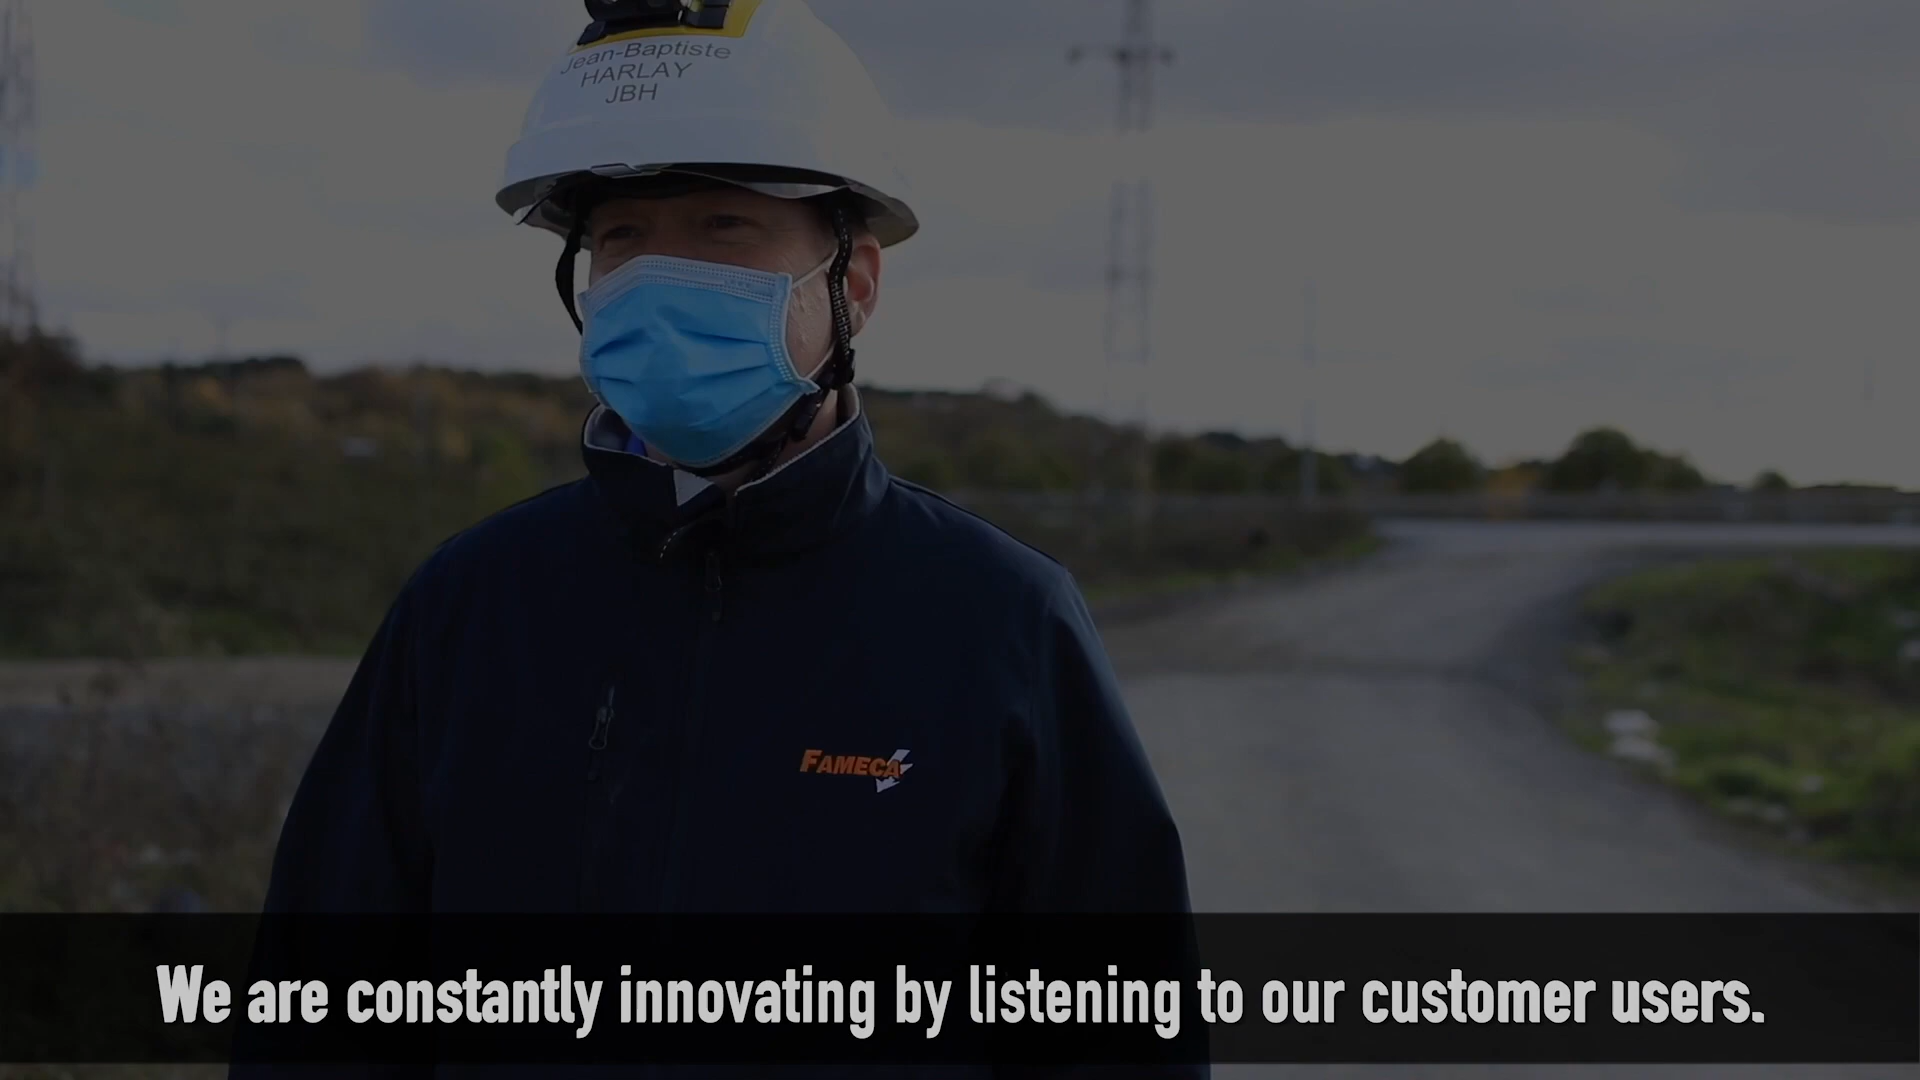 Jean-Baptiste
HARLAY
JBH
FAMECA
We are constantly innovating by listening to our customer users.